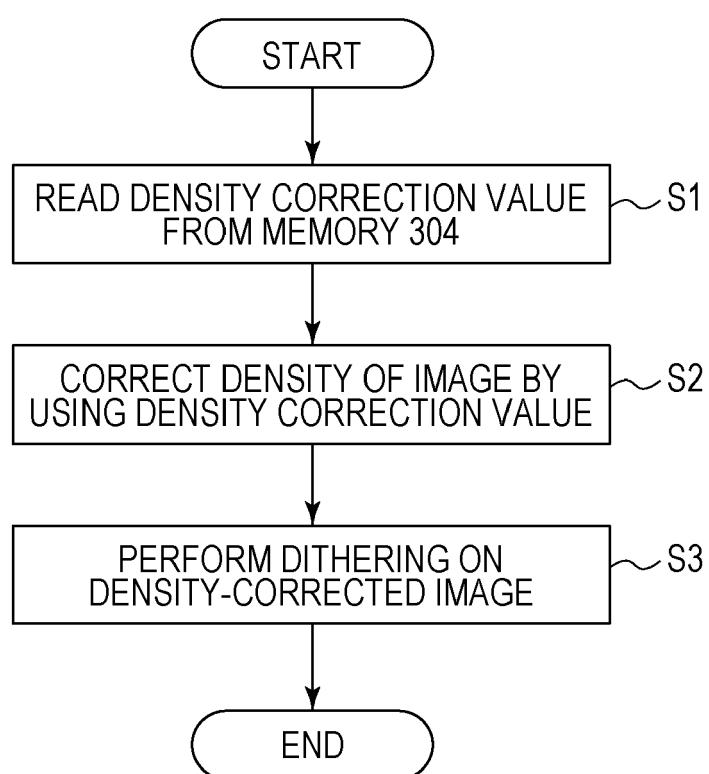 START
READ DENSITY CORRECTION VALUE
FROM MEMORY 304
S1
CORRECT DENSITY OF IMAGE BY
USING DENSITY CORRECTION VALUE
S2
PERFORM DITHERING ON
DENSITY-CORRECTED IMAGE
S3
END